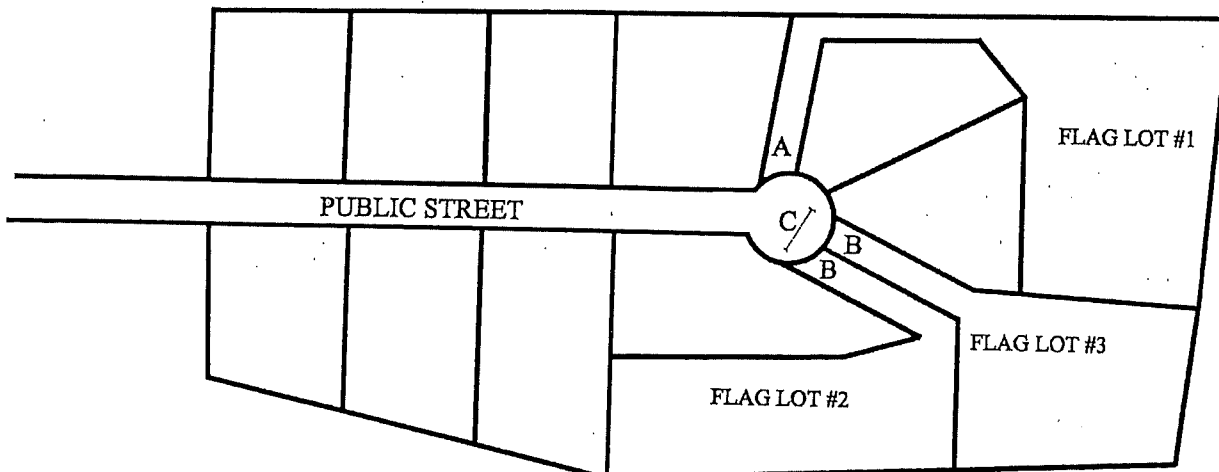 FLAG LOT #1
A
PUBLIC STREET
C
B
B
FLAG LOT #3
FLAG LOT #2